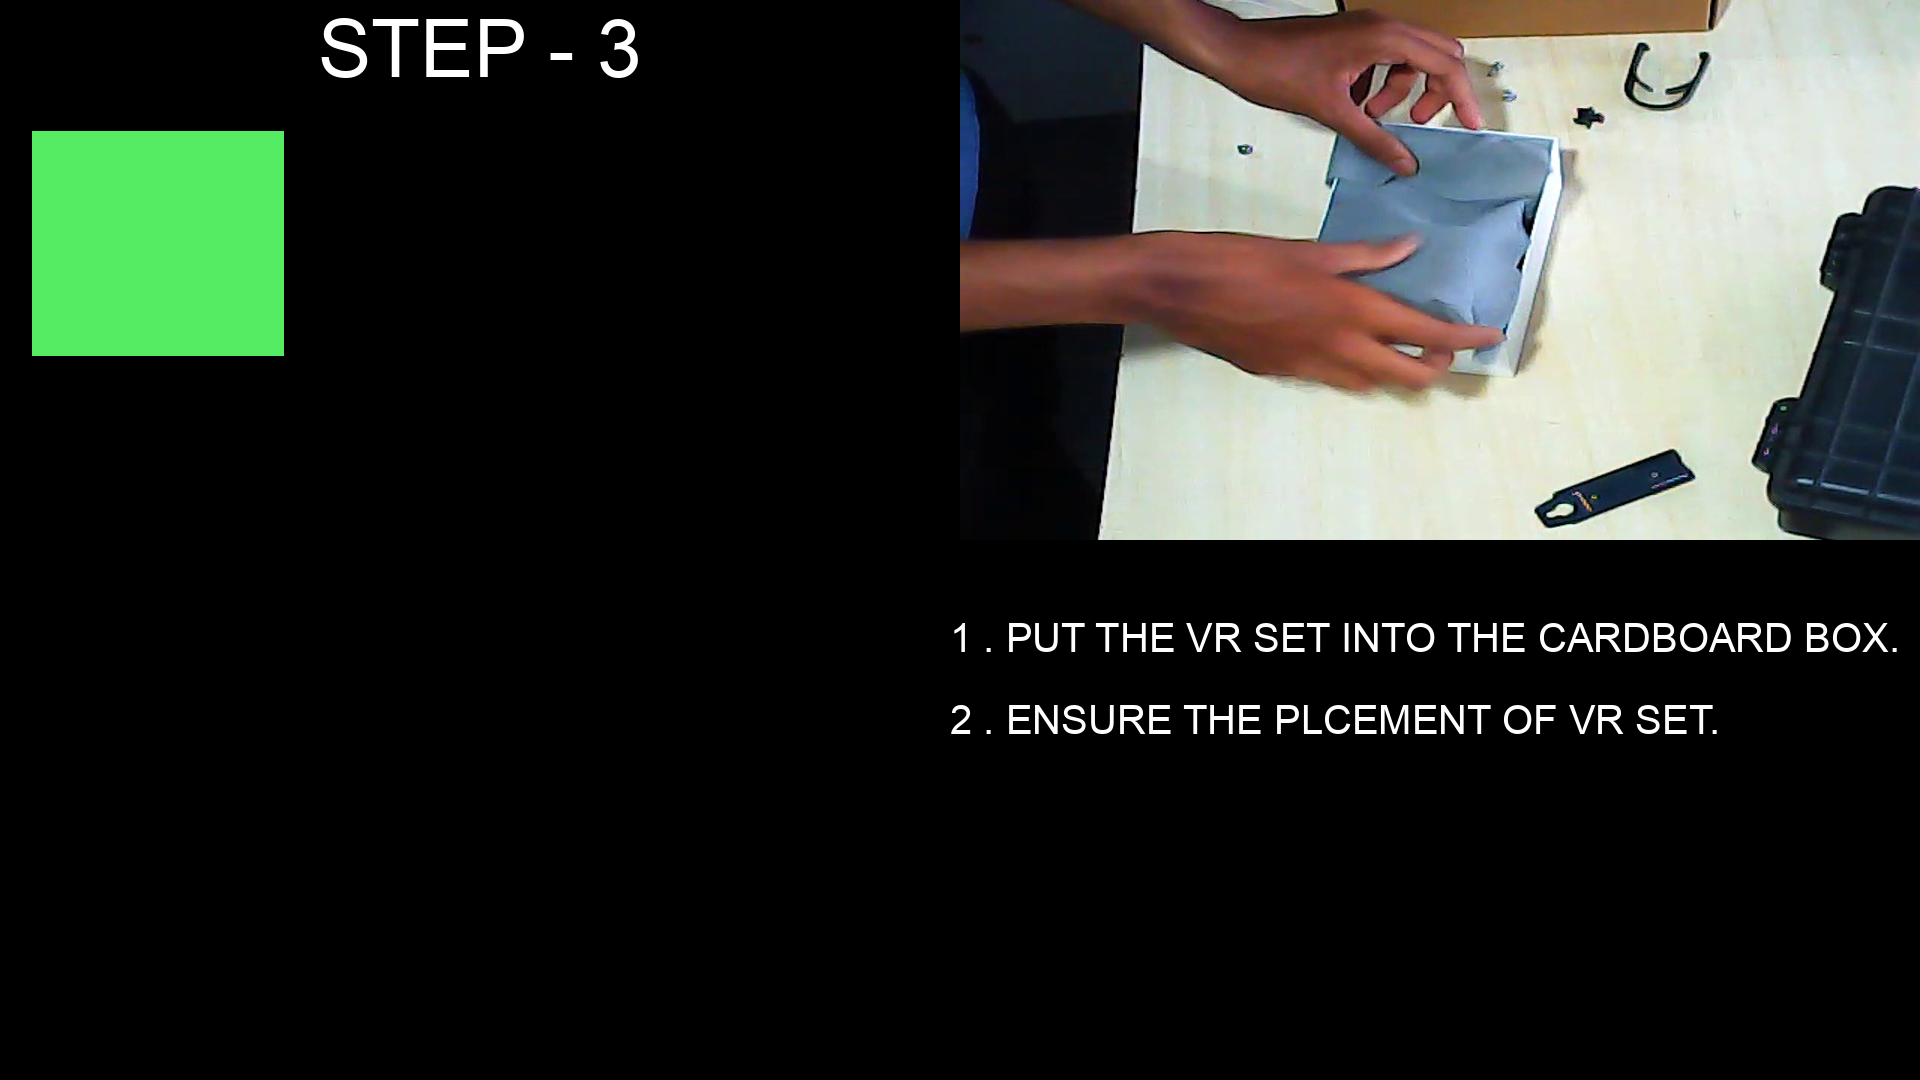 STEP - 3
1 . PUT THE VR SET INTO THE CARDBOARD BOX.
2 . ENSURE THE PLCEMENT OF VR SET.